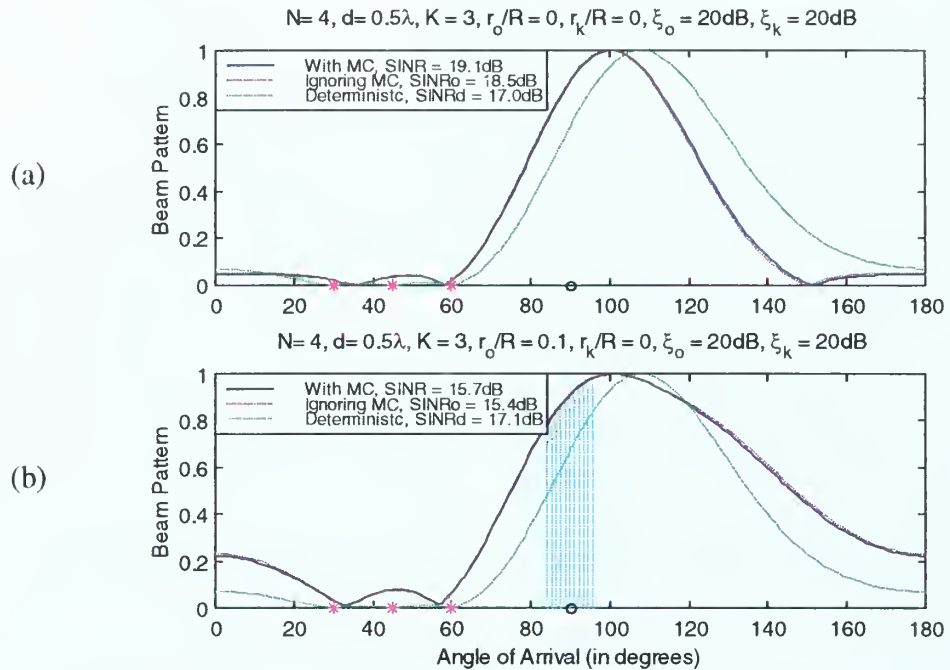 N= 4, d= 0.5λ, K = 3, r_o/R = 0, r_k/R = 0, ξ_o = 20dB, ξ_k = 20dB
(a)
Beam Pattern
1
0.8
0.6
0.4
0.2
0
With MC, SINR = 19.1dB
Ignoring MC, SINRo = 18.5dB
Deterministc, SINRd = 17.0dB
0 20 40 60 80 100 120 140 160 180
N= 4, d= 0.5λ, K = 3, r_o/R = 0.1, r_k/R = 0, ξ_o = 20dB, ξ_k = 20dB
(b)
Beam Pattern
1
0.8
0.6
0.4
0.2
0
With MC, SINR = 15.7dB
Ignoring MC, SINRo = 15.4dB
Deterministc, SINRd = 17.1dB
0 20 40 60 80 100 120 140 160 180
Angle of Arrival (in degrees)